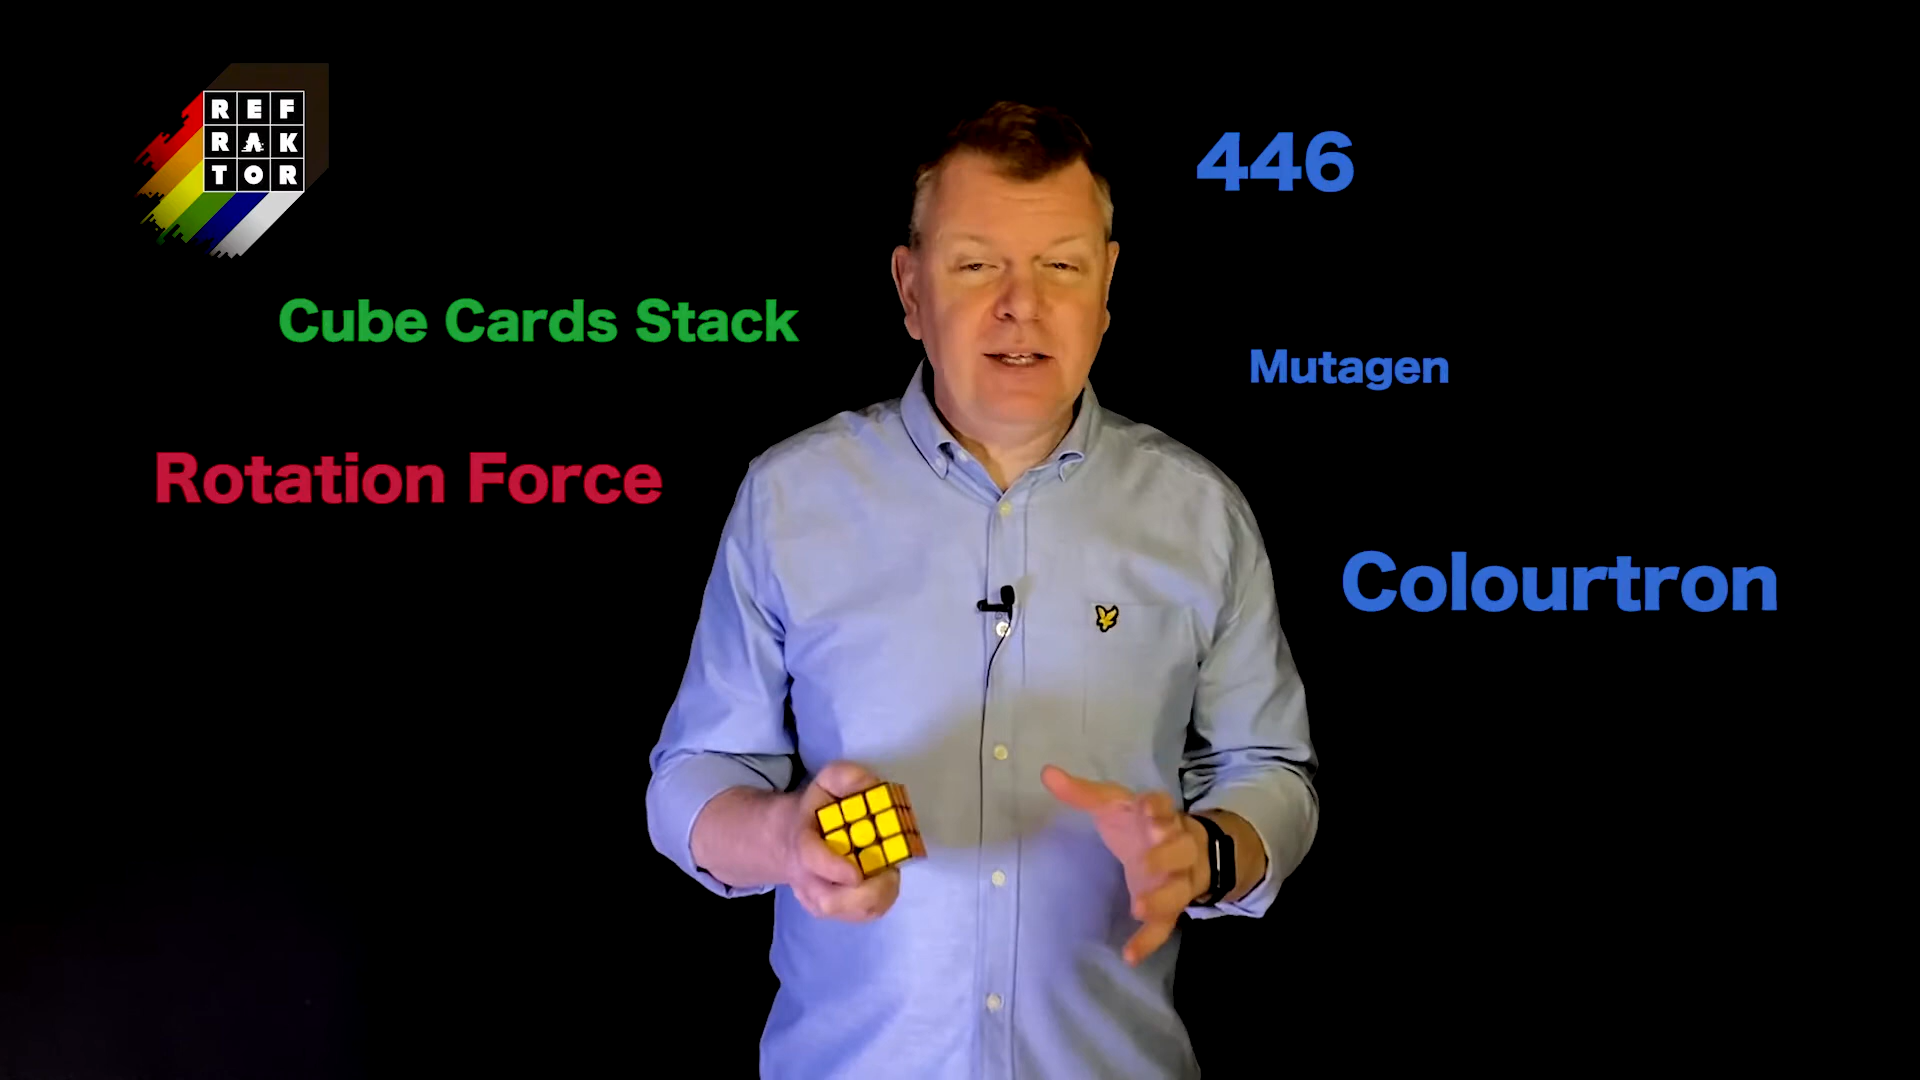 REF
RAK
TOR
446
Cube Cards Stack
Mutagen
Rotation Force
Colourtron